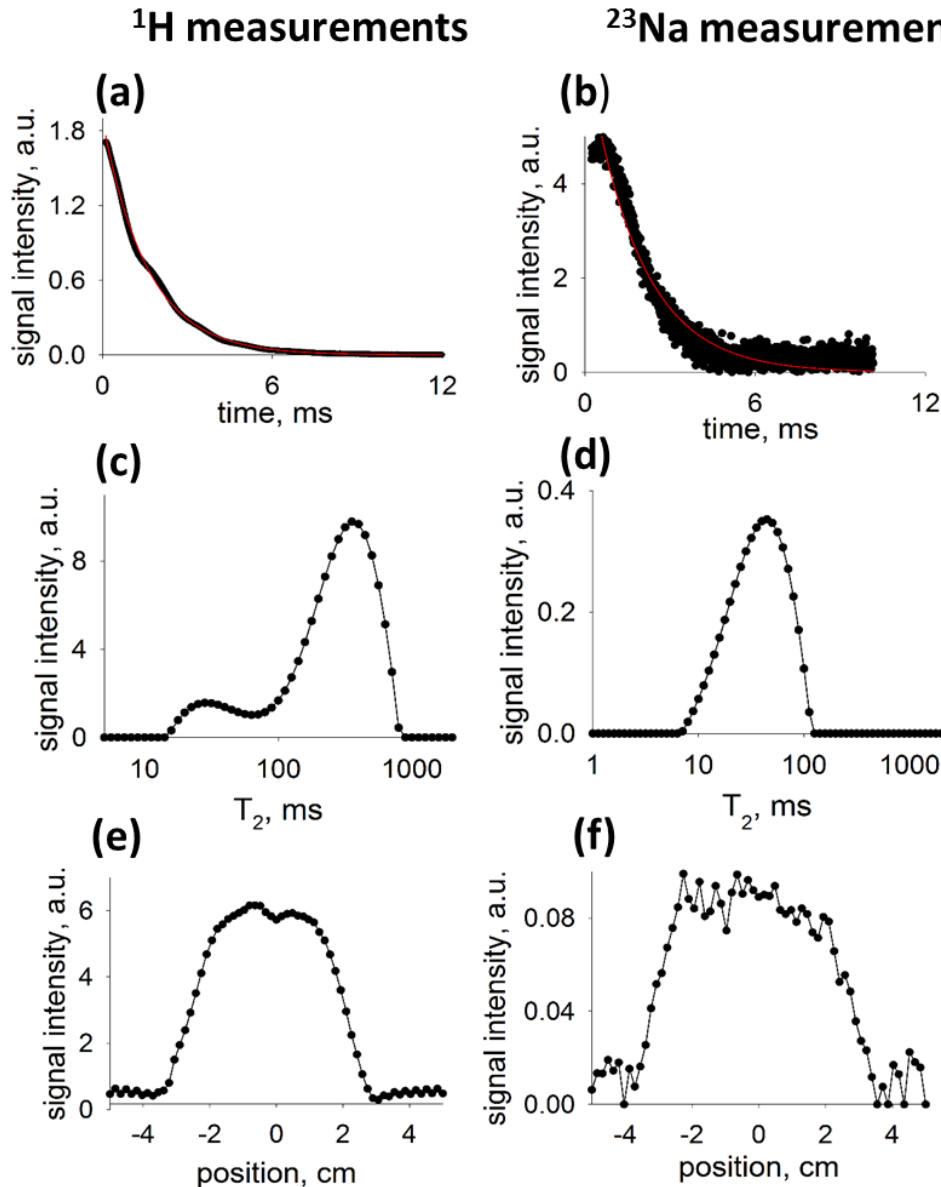 ¹H measurements
²³Na measuremen
(a)
(b)
signal intensity, a.u.
1.8
1.2
0.6
0.0
0
6
12
time, ms
signal intensity, a.u.
4
2
0
0
6
12
time, ms
(c)
(d)
signal intensity, a.u.
8
4
0
10
100
1000
T₂, ms
signal intensity, a.u.
0.4
0.2
0.0
1
10
100
1000
T₂, ms
(e)
(f)
signal intensity, a.u.
6
4
2
0
-4
-2
0
2
4
position, cm
signal intensity, a.u.
0.08
0.04
0.00
-4
-2
0
2
4
position, cm